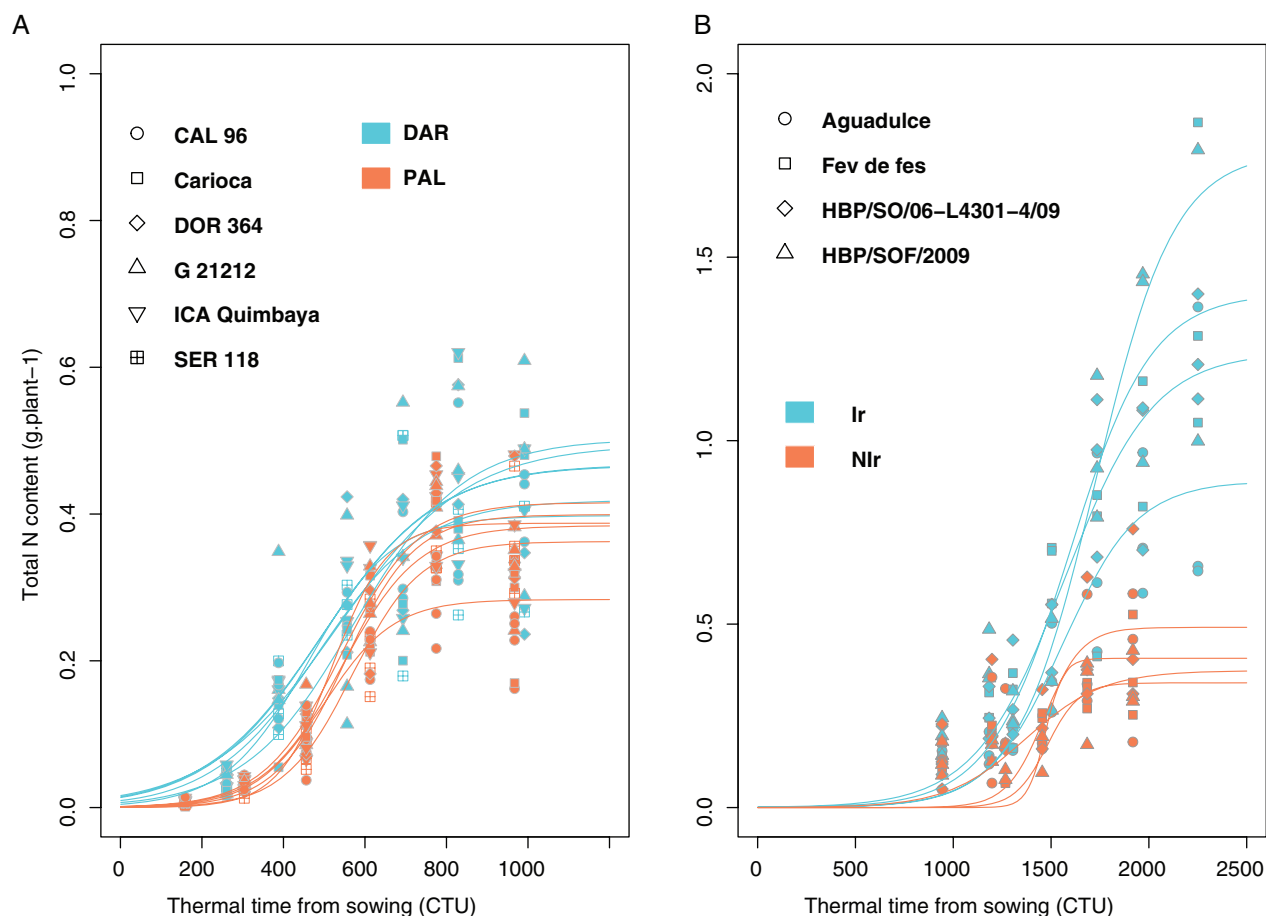 A
Total N content (g.plant−1)
1.0
0.8
0.6
0.4
0.2
0.0
CAL 96
Carioca
DOR 364
G 21212
ICA Quimbaya
SER 118
DAR
PAL
0 200 400 600 800 1000
Thermal time from sowing (CTU)
B
2.0
1.5
1.0
0.5
0.0
Aguadulce
Fev de fes
HBP/SO/06−L4301−4/09
HBP/SOF/2009
Ir
NIr
0 500 1000 1500 2000 2500
Thermal time from sowing (CTU)